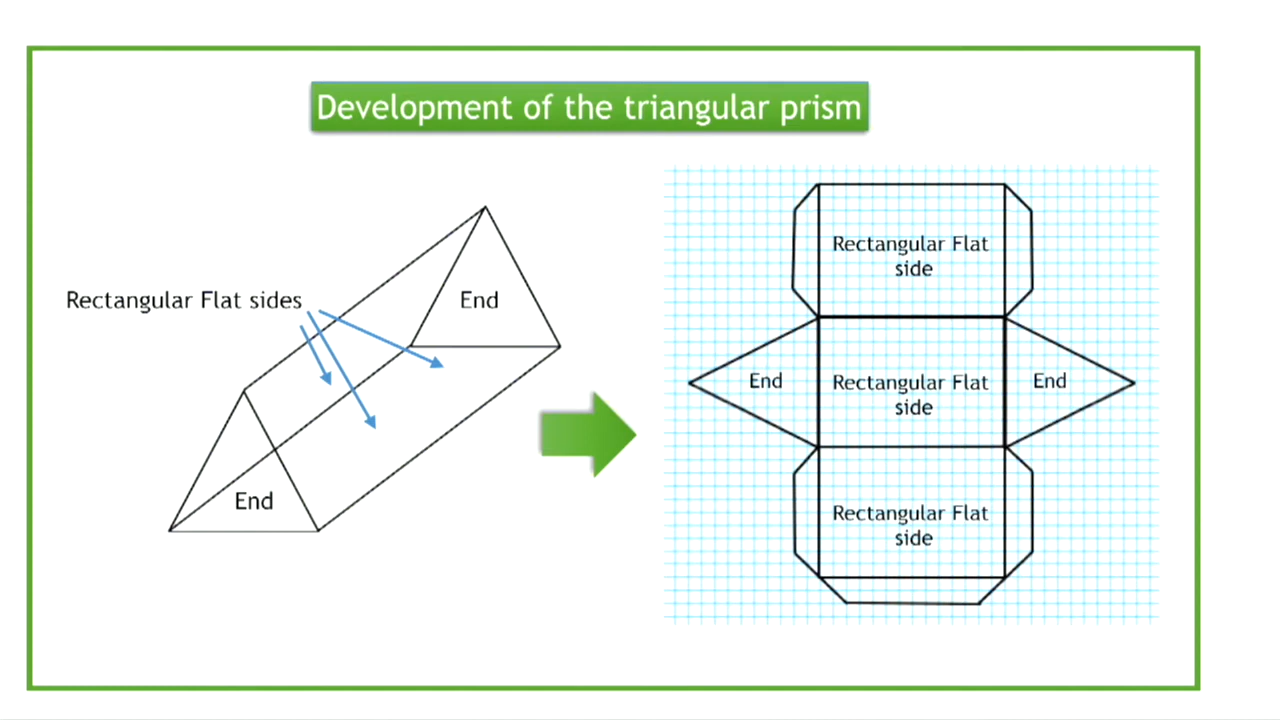 Development of the triangular prism
Rectangular Flat sides
End
End
Rectangular Flat
side
End
Rectangular Flat
side
End
Rectangular Flat
side